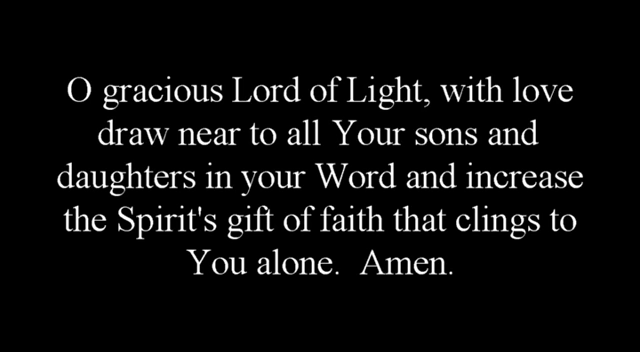 O gracious Lord of Light, with love
draw near to all Your sons and
daughters in your Word and increase
the Spirit's gift of faith that clings to
You alone.  Amen.